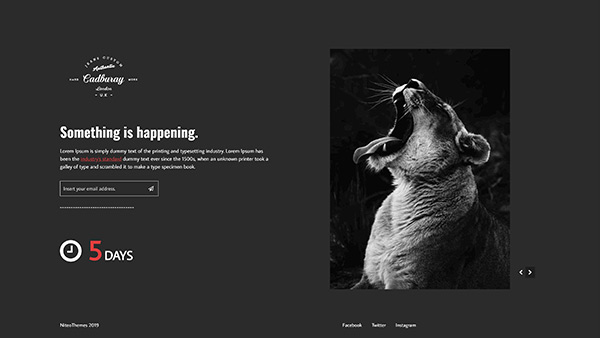 JEANS CUSTOM
Authentic
Cadburay
London
U.K
Something is happening.
Lorem Ipsum is simply dummy text of the printing and typesetting industry. Lorem Ipsum has
been the industry's standard dummy text ever since the 1500s, when an unknown printer took a
galley of type and scrambled it to make a type specimen book.
Insert your email address.
5 DAYS
NiteoThemes 2019
Facebook Twitter Instagram